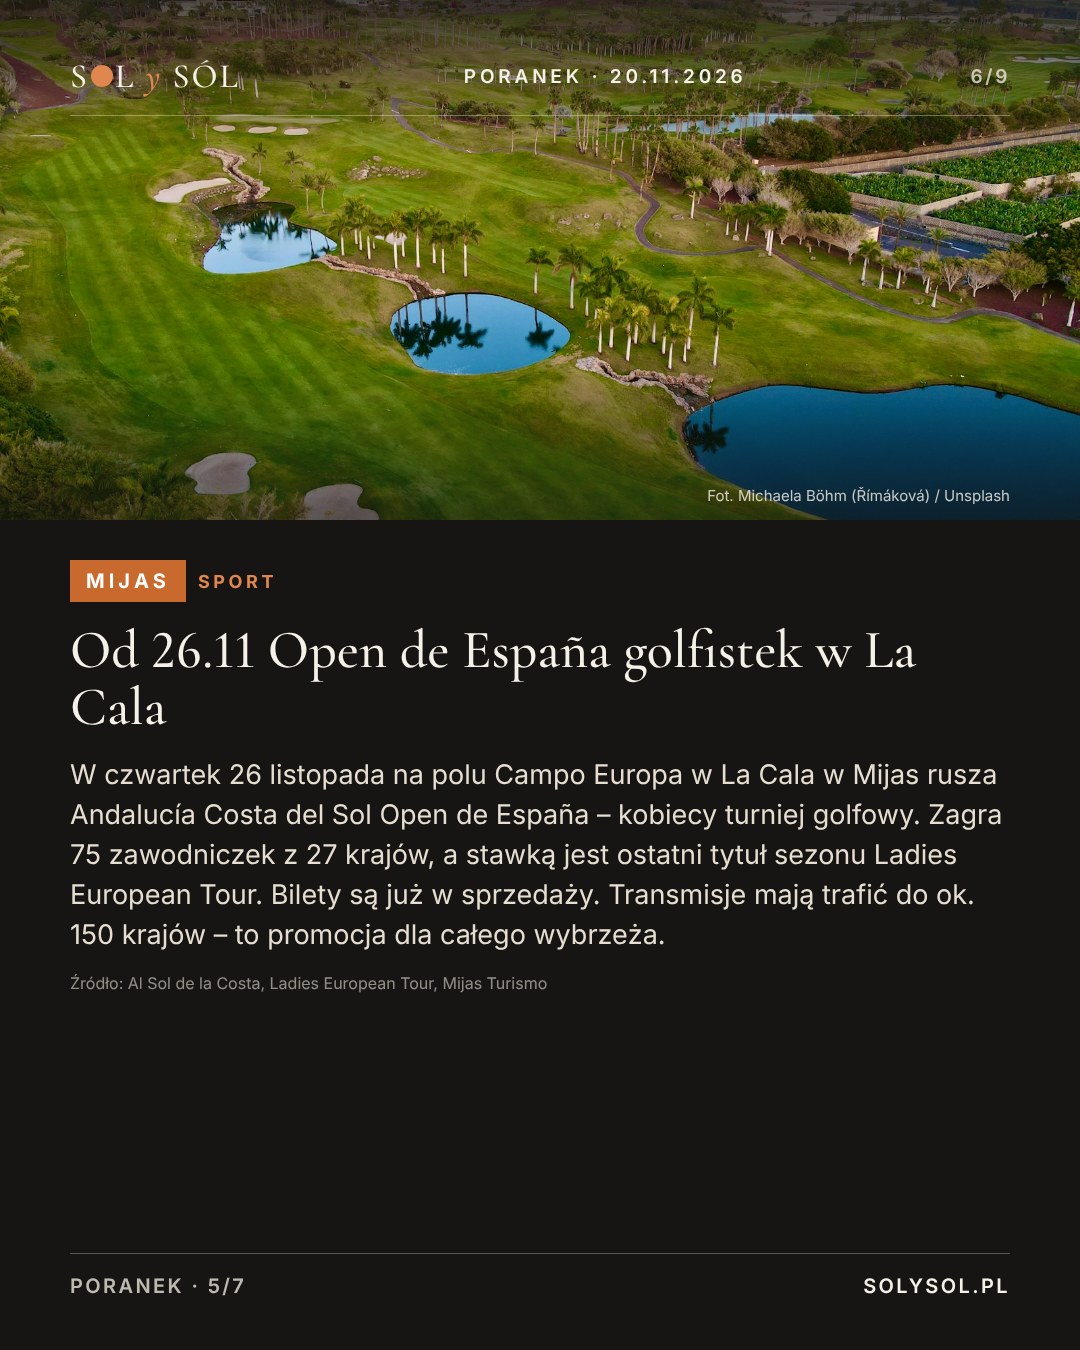 SOL y SÓL
PORANEK · 20.11.2026
6/9
Fot. Michaela Böhm (Římáková) / Unsplash
MIJAS
SPORT
Od 26.11 Open de España golfistek w La
Cala
W czwartek 26 listopada na polu Campo Europa w La Cala w Mijas rusza
Andalucía Costa del Sol Open de España – kobiecy turniej golfowy. Zagra
75 zawodniczek z 27 krajów, a stawką jest ostatni tytuł sezonu Ladies
European Tour. Bilety są już w sprzedaży. Transmisje mają trafić do ok.
150 krajów – to promocja dla całego wybrzeża.
Źródło: Al Sol de la Costa, Ladies European Tour, Mijas Turismo
PORANEK · 5/7
SOLYSOL.PL